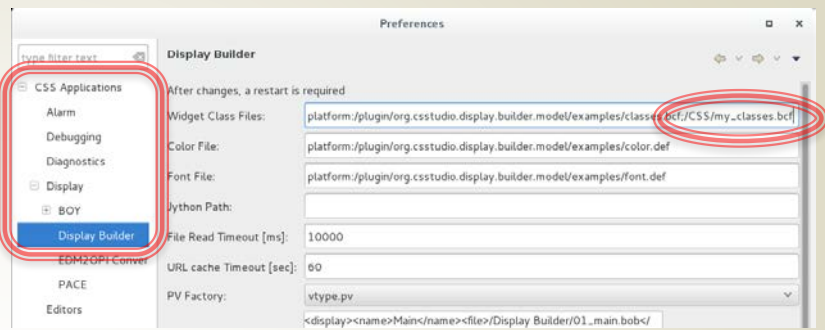 Preferences
type filter text
Display Builder
CSS Applications
After changes, a restart is required
Alarm
Widget Class Files: platform:/plugin/org.csstudio.display.builder.model/examples/classes.bcf;/CSS/my_classes.bcf
Debugging
Color File: platform:/plugin/org.csstudio.display.builder.model/examples/color.def
Diagnostics
Font File: platform:/plugin/org.csstudio.display.builder.model/examples/font.def
Display
Jython Path:
BOY
Display Builder
File Read Timeout [ms]: 10000
EDM2OPI Conver
URL cache Timeout [sec]: 60
PACE
PV Factory: vtype.pv
Editors
<display><name>Main</name><file>/Display Builder/01_main.bob</